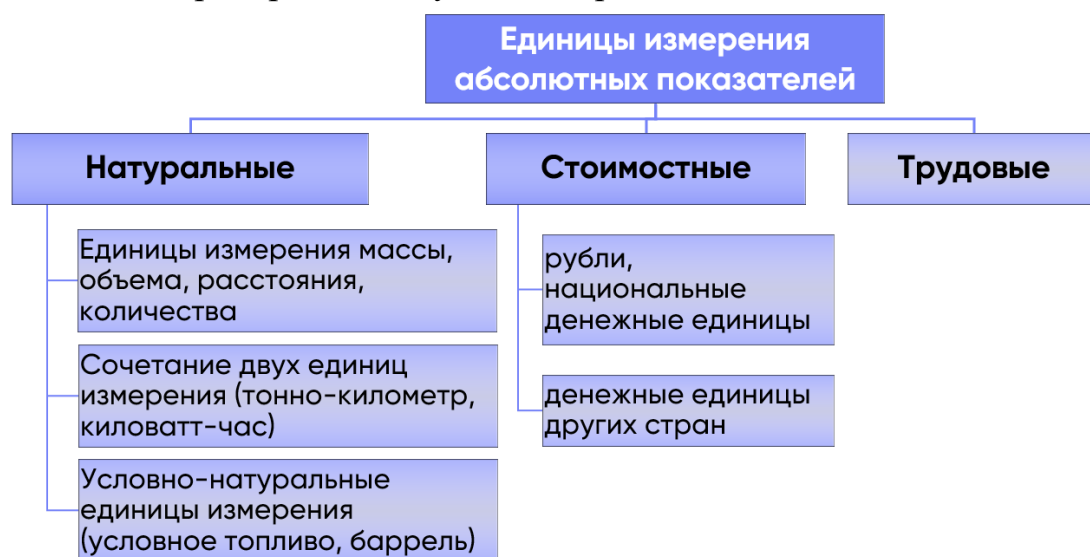 Единицы измерения
абсолютных показателей
Натуральные
Стоимостные
Трудовые
Единицы измерения массы,
объема, расстояния,
количества
Сочетание двух единиц
измерения (тонно-километр,
киловатт-час)
Условно-натуральные
единицы измерения
(условное топливо, баррель)
рубли,
национальные
денежные единицы
денежные единицы
других стран